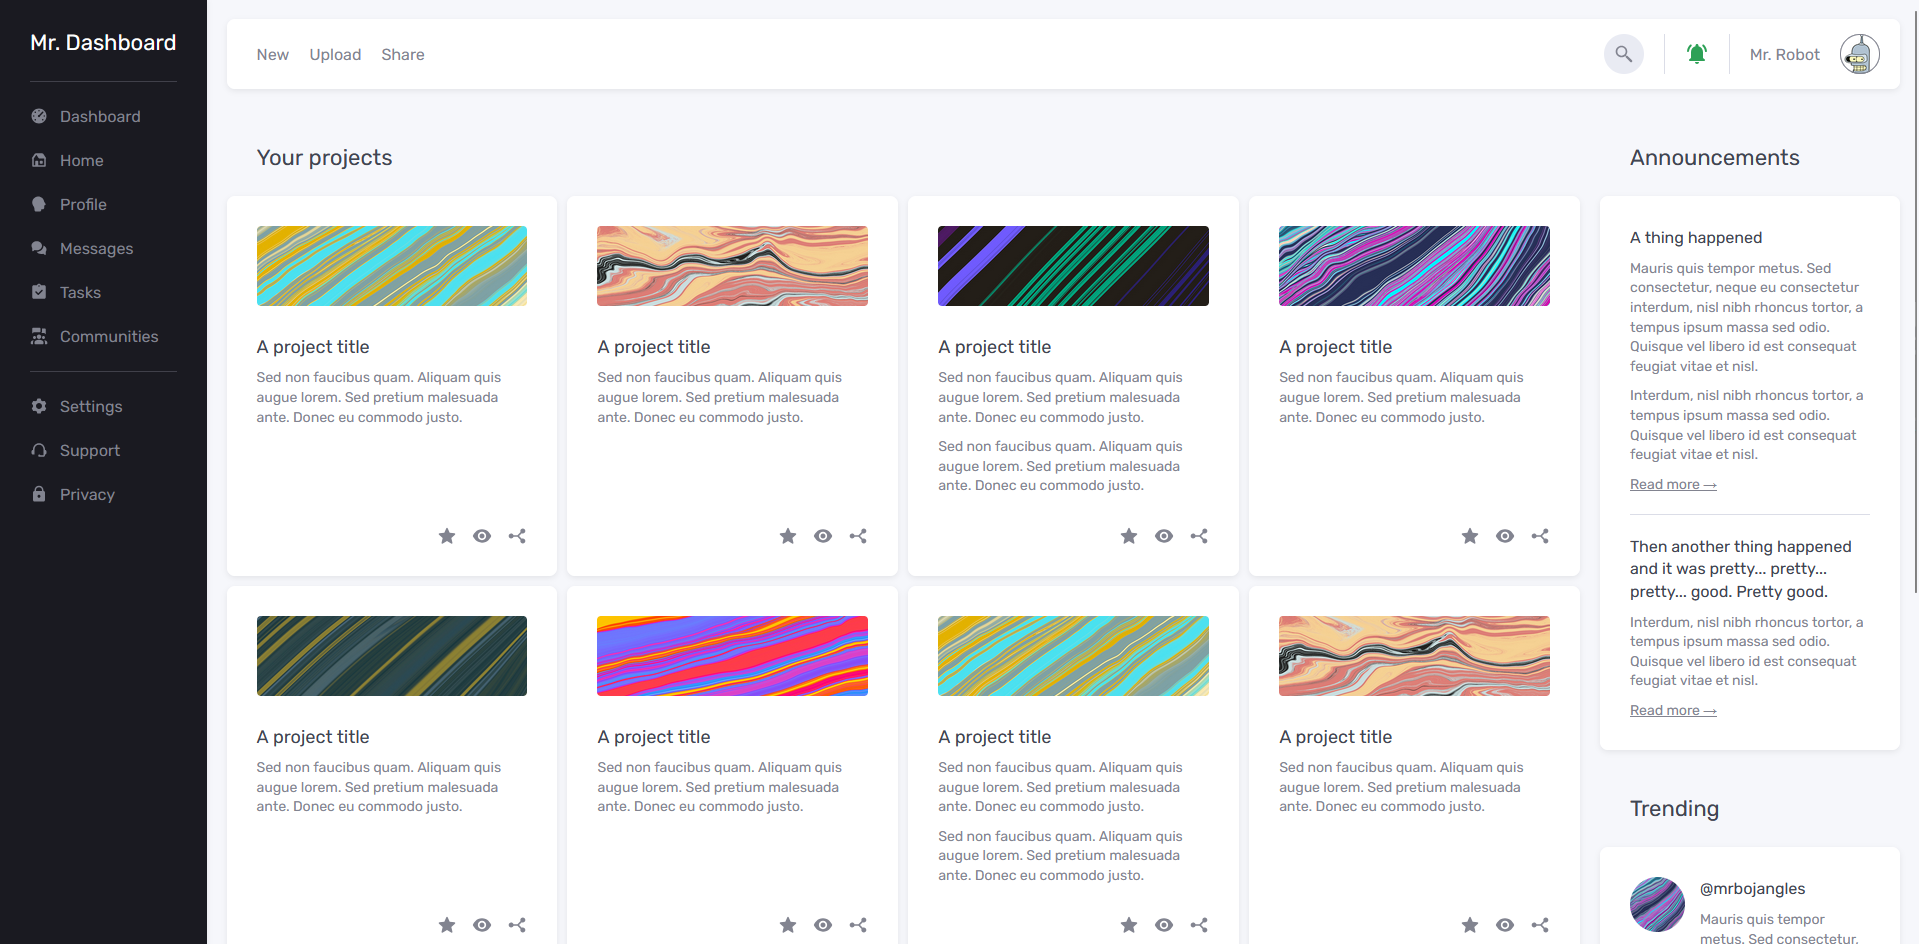 Mr. Dashboard
Dashboard
Home
Profile
Messages
Tasks
Communities
Settings
Support
Privacy
New
Upload
Share
Mr. Robot
Your projects
A project title
Sed non faucibus quam. Aliquam quis
augue lorem. Sed pretium malesuada
ante. Donec eu commodo justo.
A project title
Sed non faucibus quam. Aliquam quis
augue lorem. Sed pretium malesuada
ante. Donec eu commodo justo.
A project title
Sed non faucibus quam. Aliquam quis
augue lorem. Sed pretium malesuada
ante. Donec eu commodo justo.
Sed non faucibus quam. Aliquam quis
augue lorem. Sed pretium malesuada
ante. Donec eu commodo justo.
A project title
Sed non faucibus quam. Aliquam quis
augue lorem. Sed pretium malesuada
ante. Donec eu commodo justo.
A project title
Sed non faucibus quam. Aliquam quis
augue lorem. Sed pretium malesuada
ante. Donec eu commodo justo.
A project title
Sed non faucibus quam. Aliquam quis
augue lorem. Sed pretium malesuada
ante. Donec eu commodo justo.
A project title
Sed non faucibus quam. Aliquam quis
augue lorem. Sed pretium malesuada
ante. Donec eu commodo justo.
Sed non faucibus quam. Aliquam quis
augue lorem. Sed pretium malesuada
ante. Donec eu commodo justo.
A project title
Sed non faucibus quam. Aliquam quis
augue lorem. Sed pretium malesuada
ante. Donec eu commodo justo.
Announcements
A thing happened
Mauris quis tempor metus. Sed
consectetur, neque eu consectetur
interdum, nisl nibh rhoncus tortor, a
tempus ipsum massa sed odio.
Quisque vel libero id est consequat
feugiat vitae et nisl.
Interdum, nisl nibh rhoncus tortor, a
tempus ipsum massa sed odio.
Quisque vel libero id est consequat
feugiat vitae et nisl.
Read more →
Then another thing happened
and it was pretty... pretty...
pretty... good. Pretty good.
Interdum, nisl nibh rhoncus tortor, a
tempus ipsum massa sed odio.
Quisque vel libero id est consequat
feugiat vitae et nisl.
Read more →
Trending
@mrbojangles
Mauris quis tempor
metus. Sed consectetur,